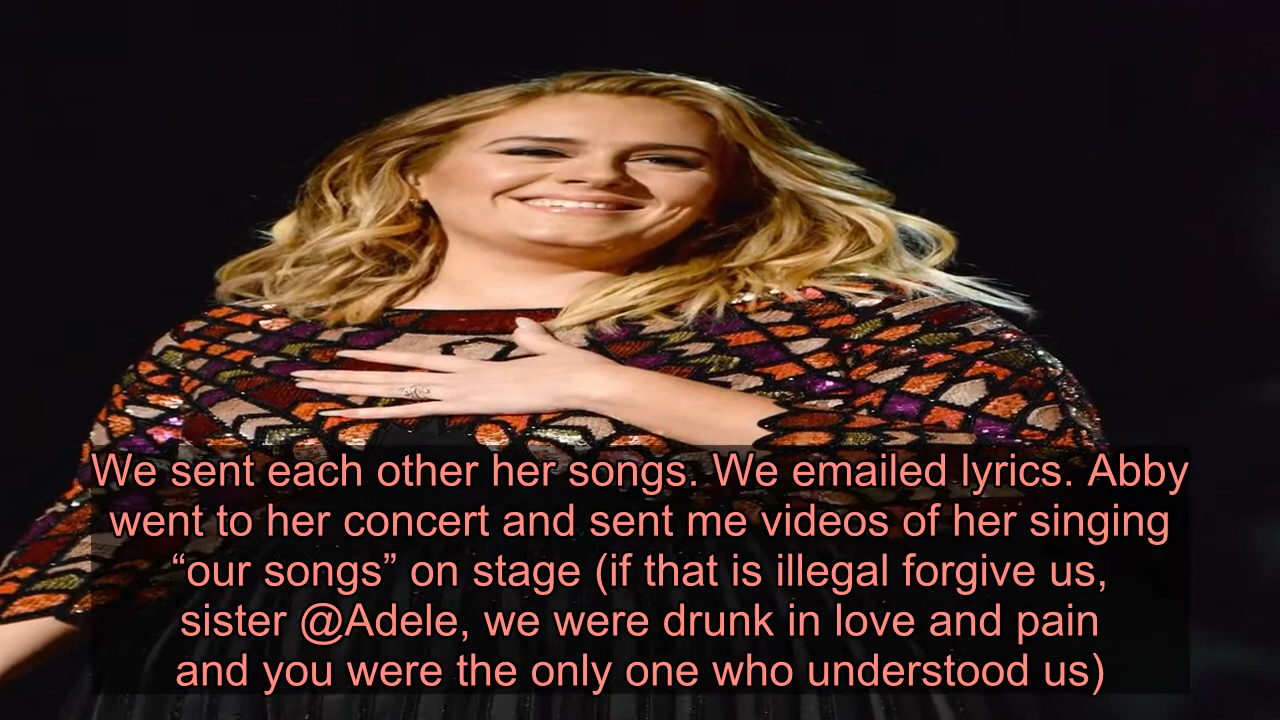 We sent each other her songs. We emailed lyrics. Abby
went to her concert and sent me videos of her singing
“our songs” on stage (if that is illegal forgive us,
sister @Adele, we were drunk in love and pain
and you were the only one who understood us)